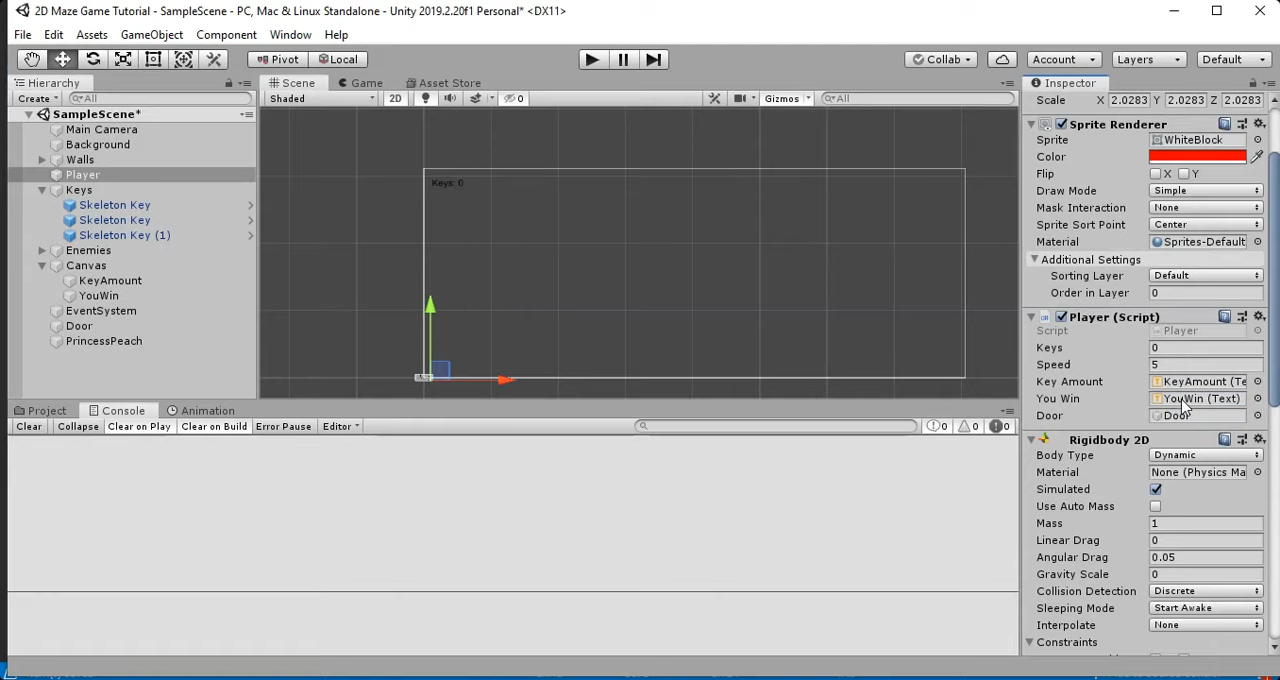 2D Maze Game Tutorial - SampleScene - PC, Mac & Linux Standalone - Unity 2019.2.20f1 Personal* <DX11>
File Edit Assets GameObject Component Window Help
Pivot Local Collab Account Layers Default
Hierarchy
Create All
SampleScene*
Main Camera
Background
Walls
Player
Keys
Skeleton Key
Skeleton Key
Skeleton Key (1)
Enemies
Canvas
KeyAmount
YouWin
EventSystem
Door
PrincessPeach
Scene Game Asset Store
Shaded 2D 0 Gizmos All
Keys: 0
Project Console Animation
Clear Collapse Clear on Play Clear on Build Error Pause Editor 0 0 0
Inspector
Scale X 2.0283 Y 2.0283 Z 2.0283
Sprite Renderer
Sprite WhiteBlock
Color
Flip X Y
Draw Mode Simple
Mask Interaction None
Sprite Sort Point Center
Material Sprites-Default
Additional Settings
Sorting Layer Default
Order in Layer 0
Player (Script)
Script Player
Keys 0
Speed 5
Key Amount KeyAmount (Te
You Win YouWin (Text)
Door Door
Rigidbody 2D
Body Type Dynamic
Material None (Physics Ma
Simulated
Use Auto Mass
Mass 1
Linear Drag 0
Angular Drag 0.05
Gravity Scale 0
Collision Detection Discrete
Sleeping Mode Start Awake
Interpolate None
Constraints